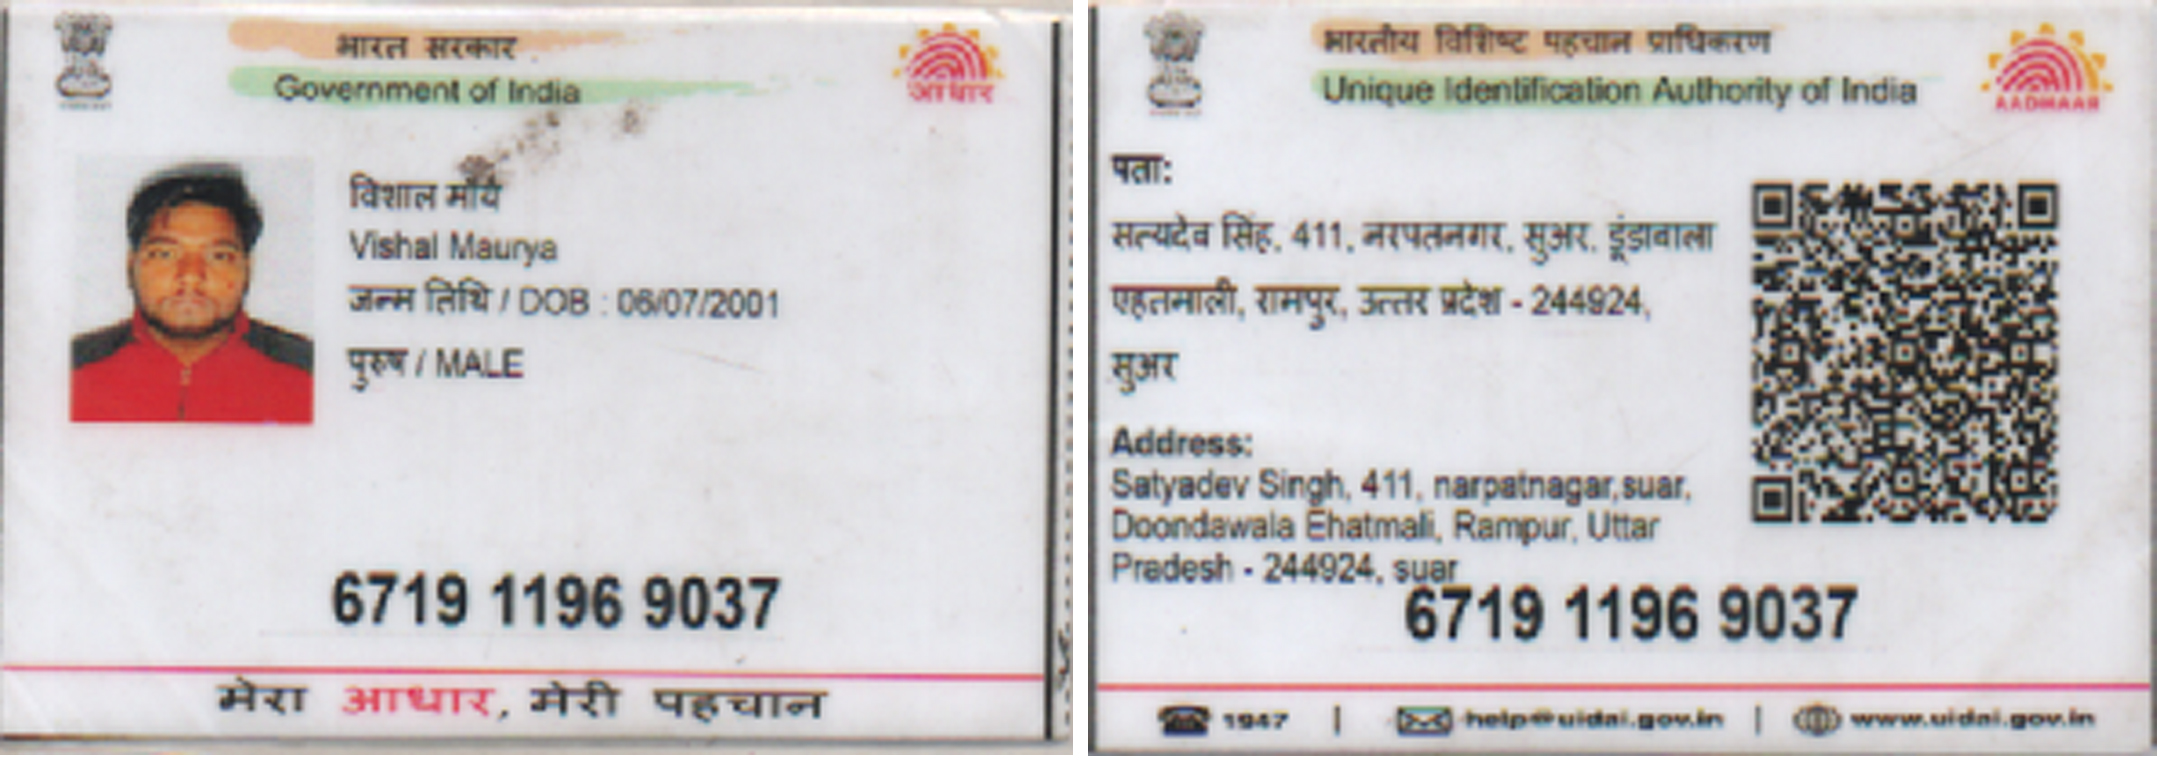 भारत सरकार
Government of India
आधार
विशाल मौर्य
Vishal Maurya
जन्म तिथि / DOB : 06/07/2001
पुरुष / MALE
6719 1196 9037
मेरा आधार, मेरी पहचान
भारतीय विशिष्ट पहचान प्राधिकरण
Unique Identification Authority of India
AADHAAR
पता:
सत्यदेव सिंह, 411, नरपतनगर, सुअर, डूंडावाला
एहतमाली, रामपुर, उत्तर प्रदेश - 244924,
सुअर
Address:
Satyadev Singh, 411, narpatnagar,suar,
Doondawala Ehatmali, Rampur, Uttar
Pradesh - 244924, suar
6719 1196 9037
1947 | help@uidai.gov.in | www.uidai.gov.in